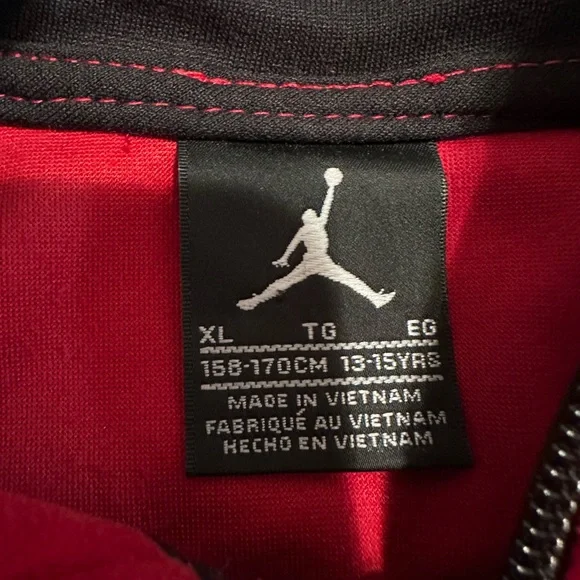 XL TG EG
158-170CM 13-15YRS
MADE IN VIETNAM
FABRIQUÉ AU VIETNAM
HECHO EN VIETNAM